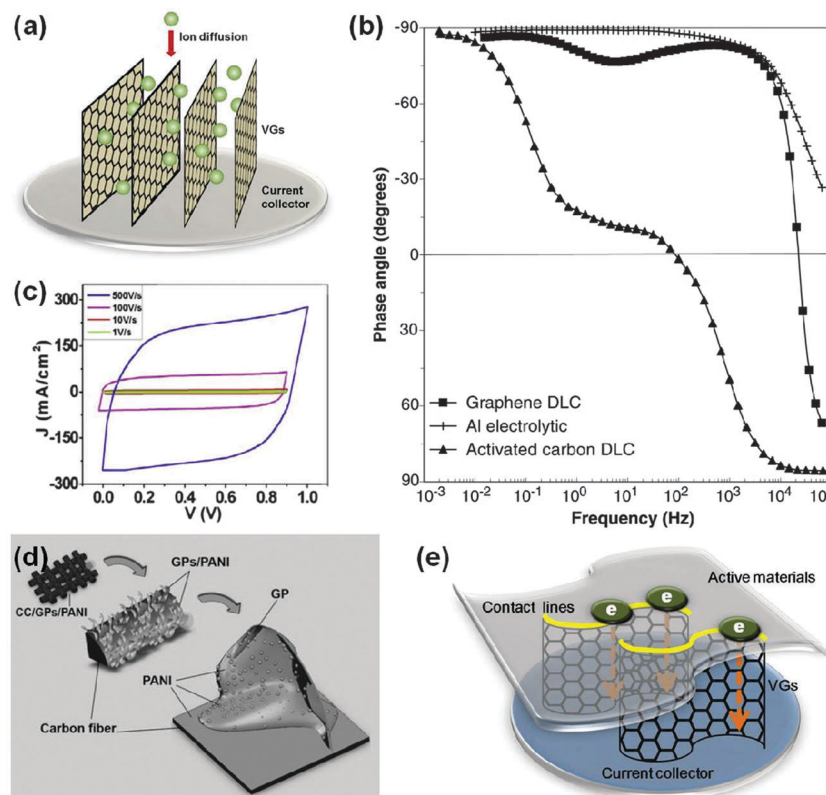 (a)
Ion diffusion
VGs
Current
collector
(b)
-90
-60
-30
0
30
60
90
Phase angle (degrees)
Graphene DLC
Al electrolytic
Activated carbon DLC
10⁻³ 10⁻² 10⁻¹ 10⁰ 10¹ 10² 10³ 10⁴
Frequency (Hz)
(c)
500V/s
100V/s
10V/s
1V/s
300
150
0
-150
-300
J (mA/cm²)
0.0 0.2 0.4 0.6 0.8 1.0
V (V)
(d)
GPs/PANI
CC/GPs/PANI
GP
PANI
Carbon fiber
(e)
Active materials
Contact lines
e
e
e
VGs
Current collector